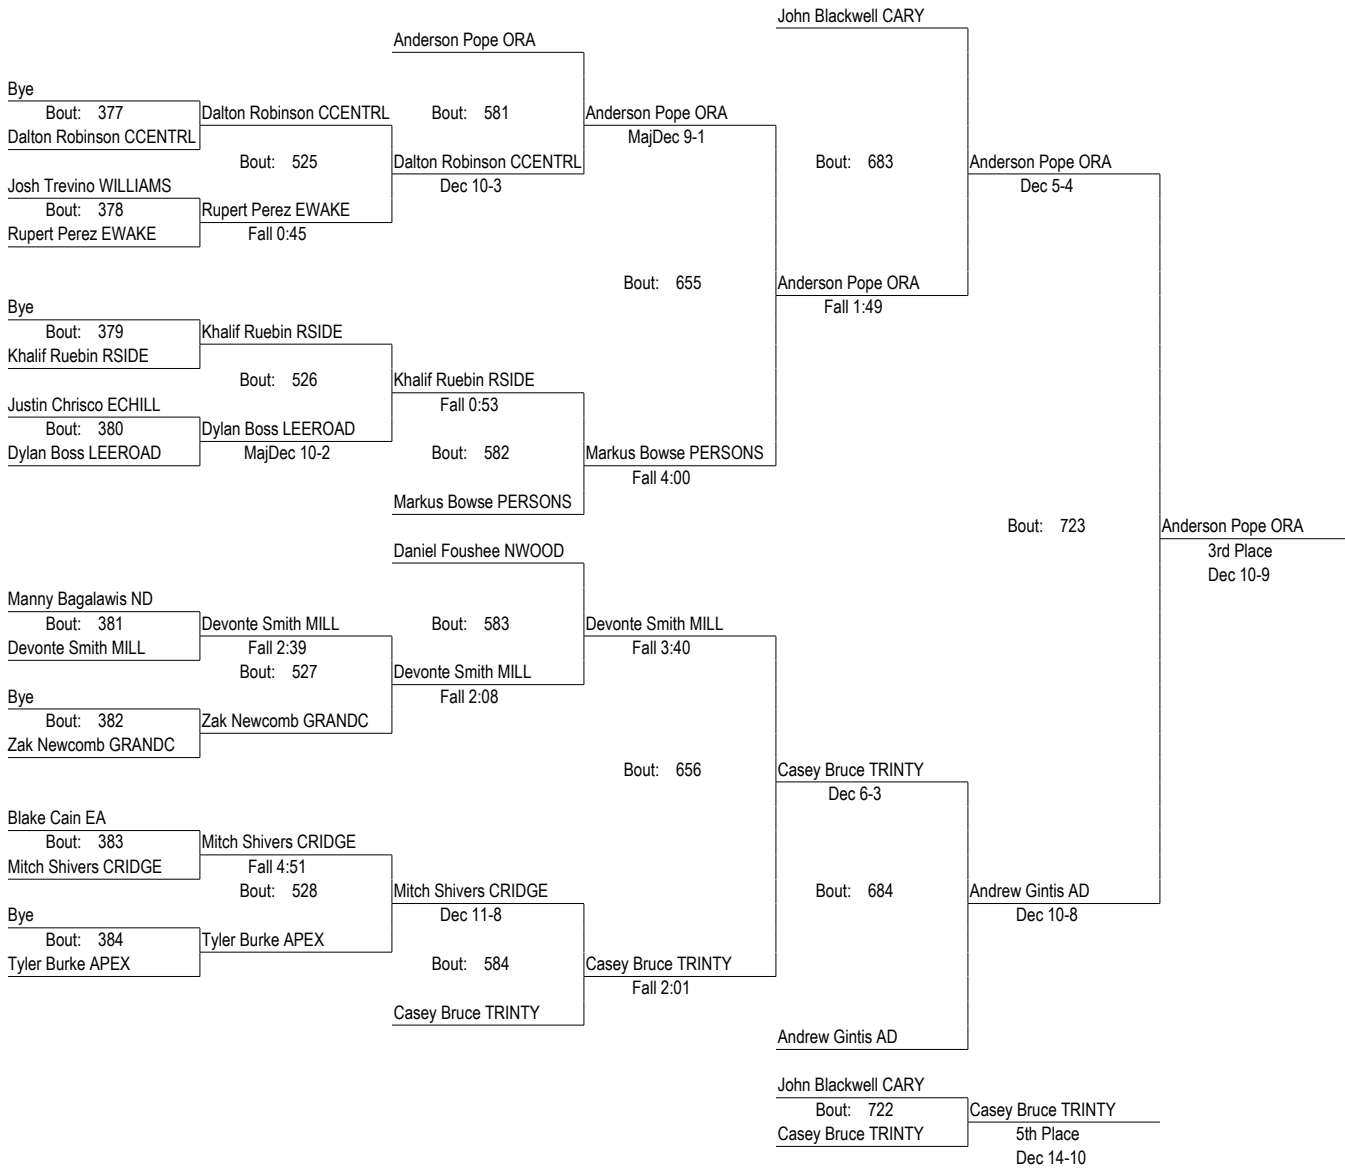 John Blackwell CARY
Anderson Pope ORA
Bye
Bout: 377
Dalton Robinson CCENTRL
Bout: 581
Anderson Pope ORA
Dalton Robinson CCENTRL
MajDec 9-1
Bout: 525
Dalton Robinson CCENTRL
Bout: 683
Anderson Pope ORA
Josh Trevino WILLIAMS
Dec 10-3
Dec 5-4
Bout: 378
Rupert Perez EWAKE
Rupert Perez EWAKE
Fall 0:45
Bout: 655
Anderson Pope ORA
Bye
Fall 1:49
Bout: 379
Khalif Ruebin RSIDE
Khalif Ruebin RSIDE
Bout: 526
Khalif Ruebin RSIDE
Justin Chrisco ECHILL
Fall 0:53
Bout: 380
Dylan Boss LEEROAD
Dylan Boss LEEROAD
MajDec 10-2
Bout: 582
Markus Bowse PERSONS
Fall 4:00
Markus Bowse PERSONS
Bout: 723
Anderson Pope ORA
Daniel Foushee NWOOD
3rd Place
Dec 10-9
Manny Bagalawis ND
Bout: 381
Devonte Smith MILL
Bout: 583
Devonte Smith MILL
Devonte Smith MILL
Fall 2:39
Fall 3:40
Bout: 527
Devonte Smith MILL
Bye
Fall 2:08
Bout: 382
Zak Newcomb GRANDC
Zak Newcomb GRANDC
Bout: 656
Casey Bruce TRINTY
Dec 6-3
Blake Cain EA
Bout: 383
Mitch Shivers CRIDGE
Mitch Shivers CRIDGE
Fall 4:51
Bout: 528
Mitch Shivers CRIDGE
Bout: 684
Andrew Gintis AD
Bye
Dec 11-8
Dec 10-8
Bout: 384
Tyler Burke APEX
Tyler Burke APEX
Bout: 584
Casey Bruce TRINTY
Fall 2:01
Casey Bruce TRINTY
Andrew Gintis AD
John Blackwell CARY
Bout: 722
Casey Bruce TRINTY
Casey Bruce TRINTY
5th Place
Dec 14-10